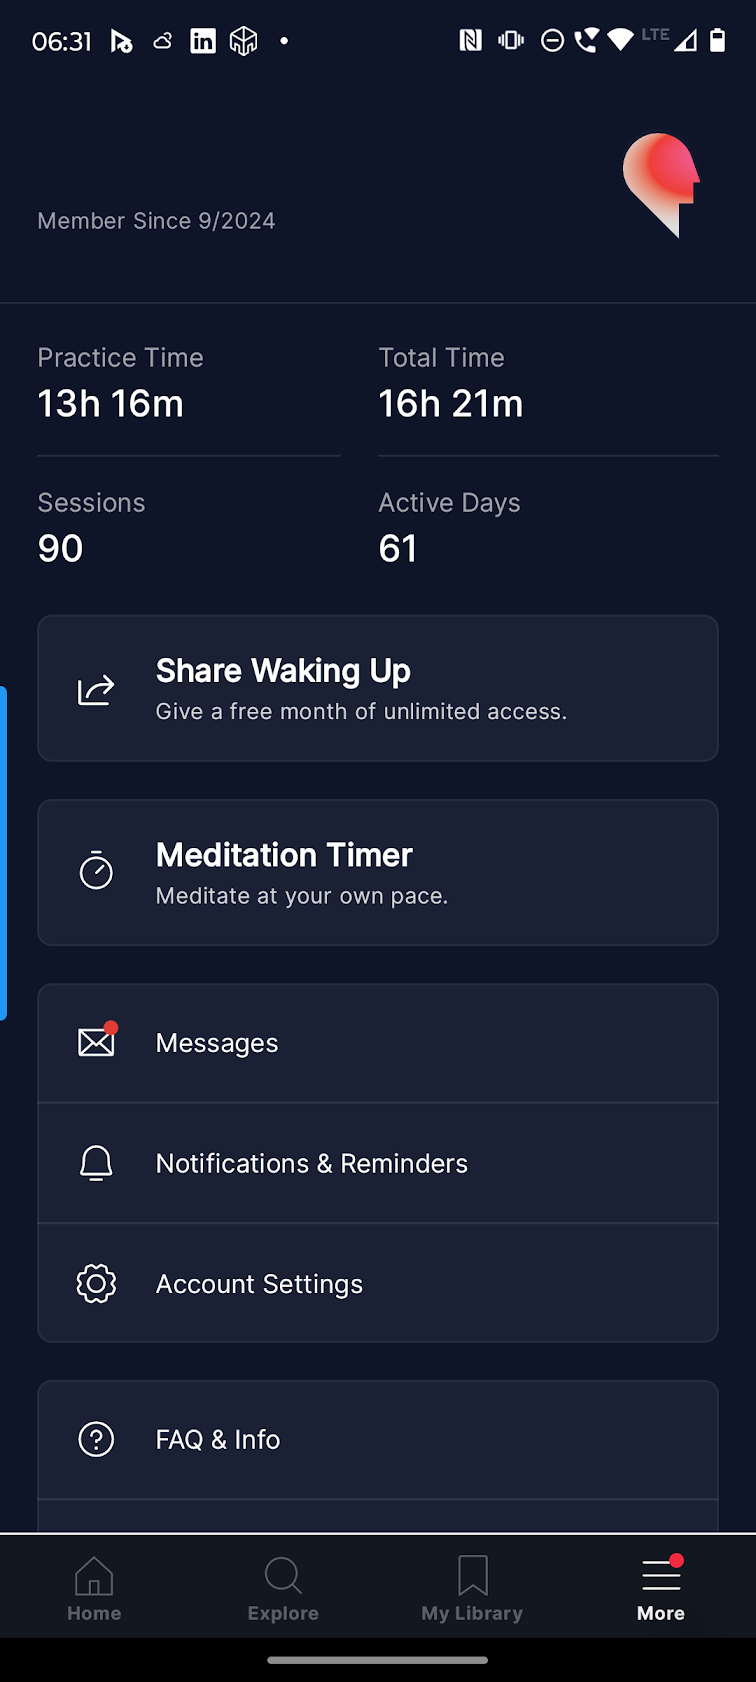 06:31
LTE
Member Since 9/2024
Practice Time
13h 16m
Total Time
16h 21m
Sessions
90
Active Days
61
Share Waking Up
Give a free month of unlimited access.
Meditation Timer
Meditate at your own pace.
Messages
Notifications & Reminders
Account Settings
FAQ & Info
Home
Explore
My Library
More